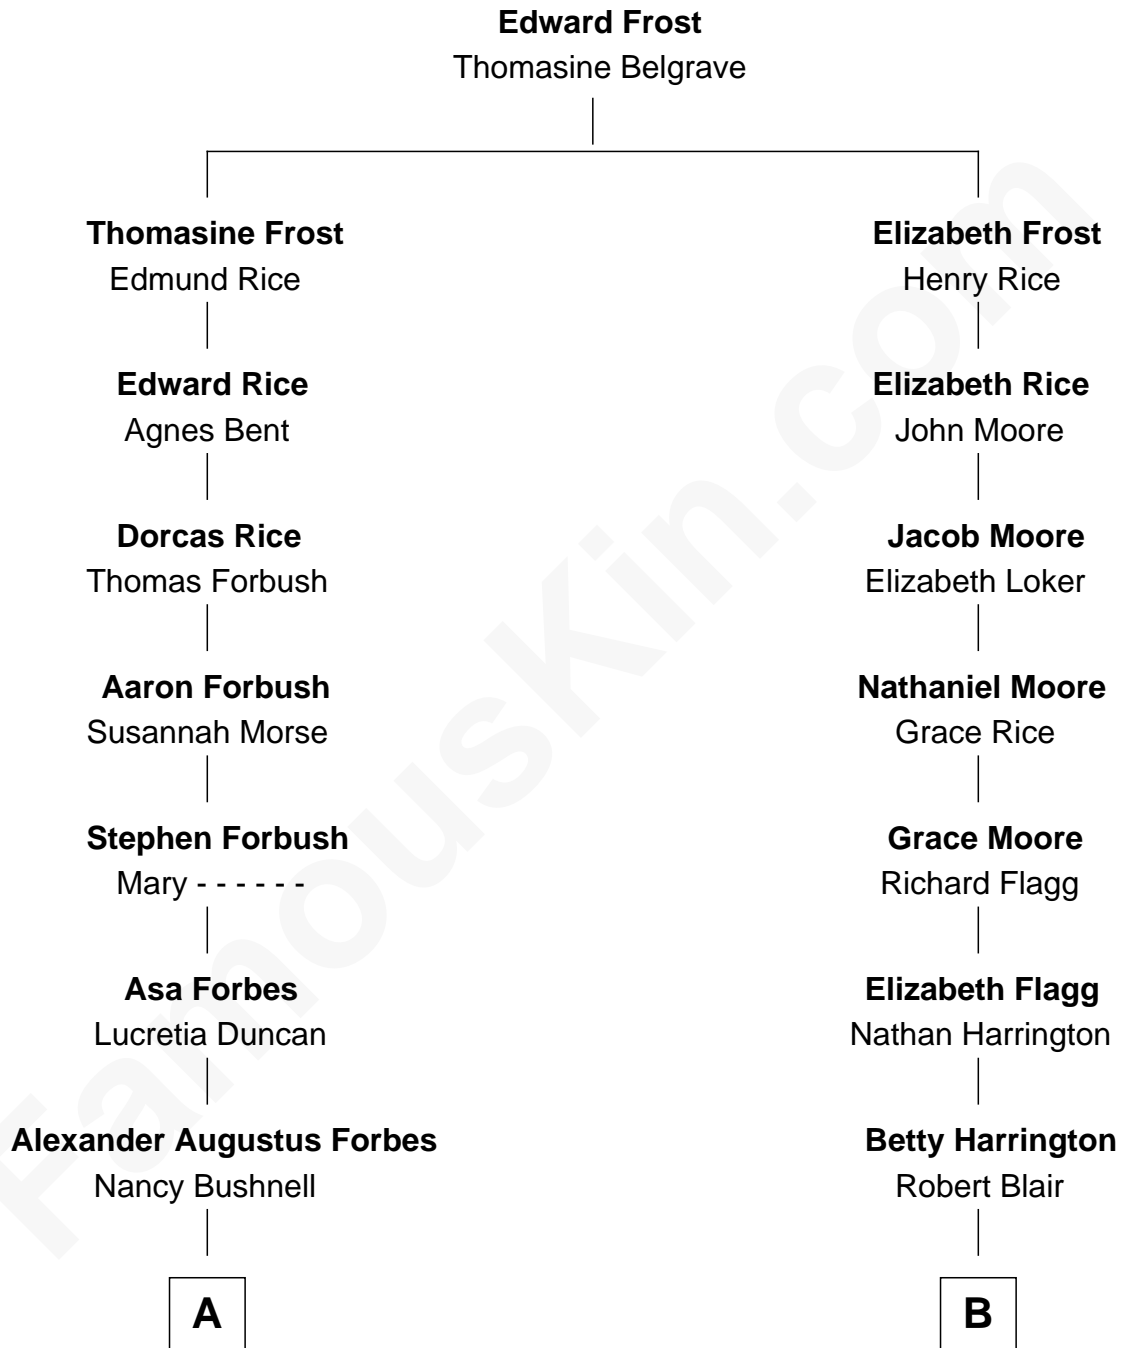 Edward Frost
Thomasine Belgrave
Thomasine Frost
Edmund Rice
Elizabeth Frost
Henry Rice
Edward Rice
Agnes Bent
Elizabeth Rice
John Moore
Dorcas Rice
Thomas Forbush
Jacob Moore
Elizabeth Loker
Aaron Forbush
Susannah Morse
Nathaniel Moore
Grace Rice
Stephen Forbush
Mary - - - - - -
Grace Moore
Richard Flagg
Asa Forbes
Lucretia Duncan
Elizabeth Flagg
Nathan Harrington
Alexander Augustus Forbes
Nancy Bushnell
Betty Harrington
Robert Blair
A
B
FamousKin.com